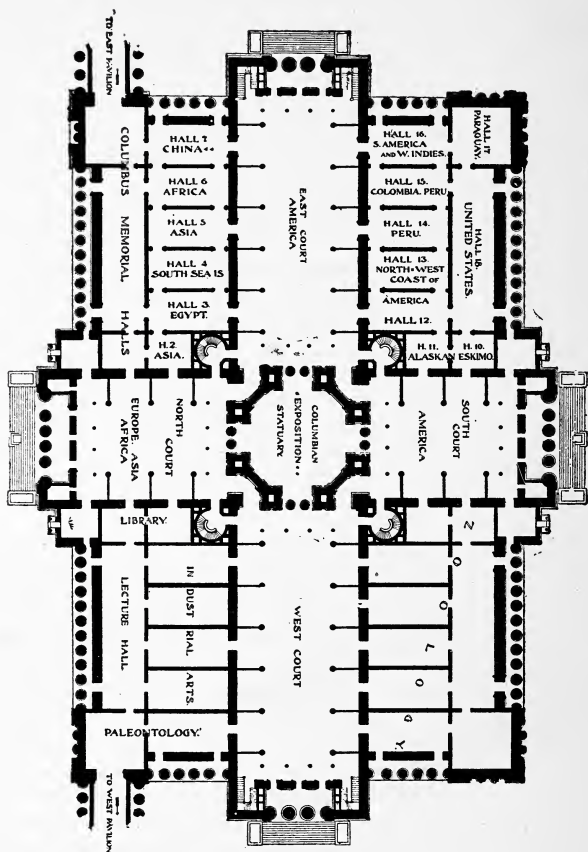 TO EAST PAVILION
COLUMBUS MEMORIAL HALLS
HALL 7
CHINA
HALL 6
AFRICA
HALL 5
ASIA
HALL 4
SOUTH SEA IS
HALL 3.
EGYPT.
H. 2.
ASIA.
EAST COURT
AMERICA
HALL 16.
S. AMERICA
AND W. INDIES.
HALL 15.
COLOMBIA. PERU
HALL 14.
PERU.
HALL 13.
NORTH-WEST
COAST OF
AMERICA
HALL 12.
H. 11.
ALASKAN
H. 10.
ESKIMO.
HALL 17
PARAGUAY.
HALL 18.
UNITED STATES.
NORTH
COURT
EUROPE. ASIA
AFRICA
COLUMBIAN
EXPOSITION
STATUARY
SOUTH COURT
AMERICA
LIBRARY
LECTURE HALL
INDUSTRIAL ARTS.
WEST COURT
ZOOLOGY.
PALEONTOLOGY.
TO WEST PAVILION